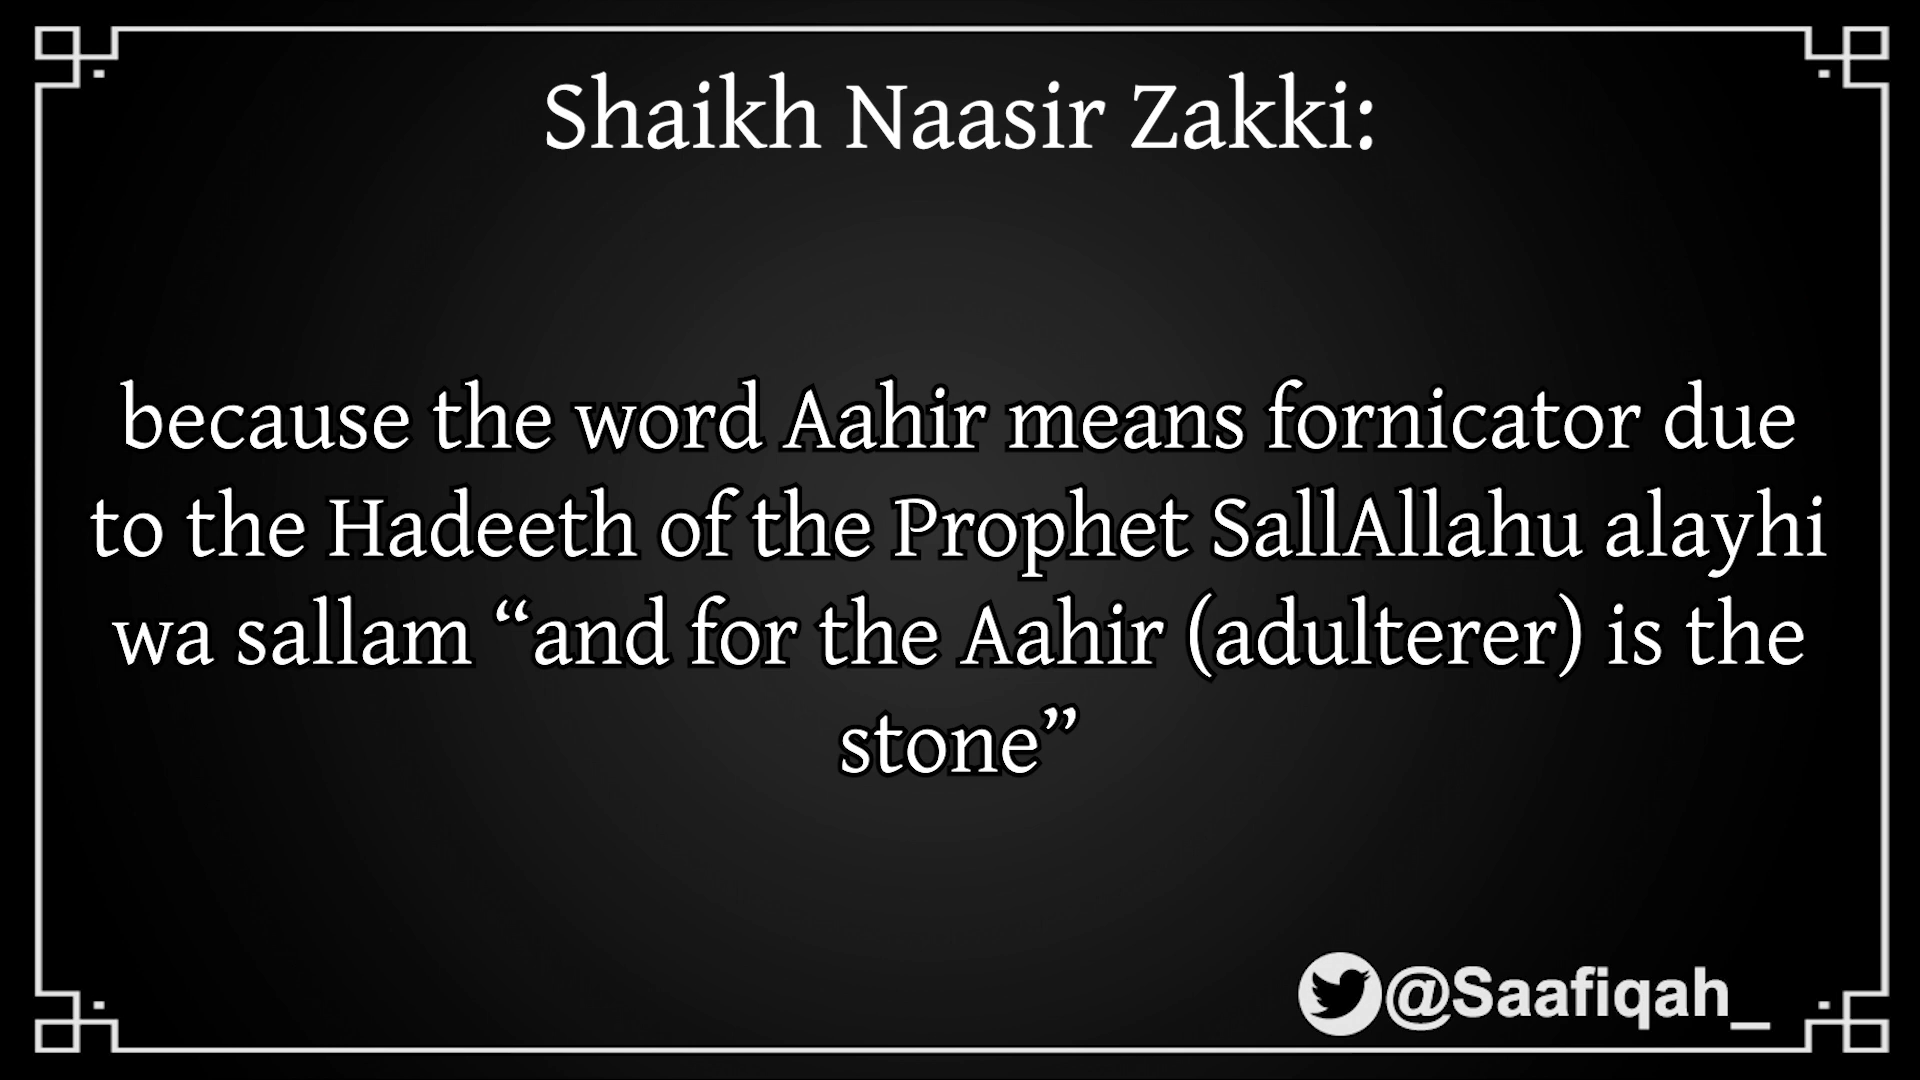 Shaikh Naasir Zakki:
because the word Aahir means fornicator due
to the Hadeeth of the Prophet SallAllahu alayhi
wa sallam “and for the Aahir (adulterer) is the
stone”
@Saafiqah_